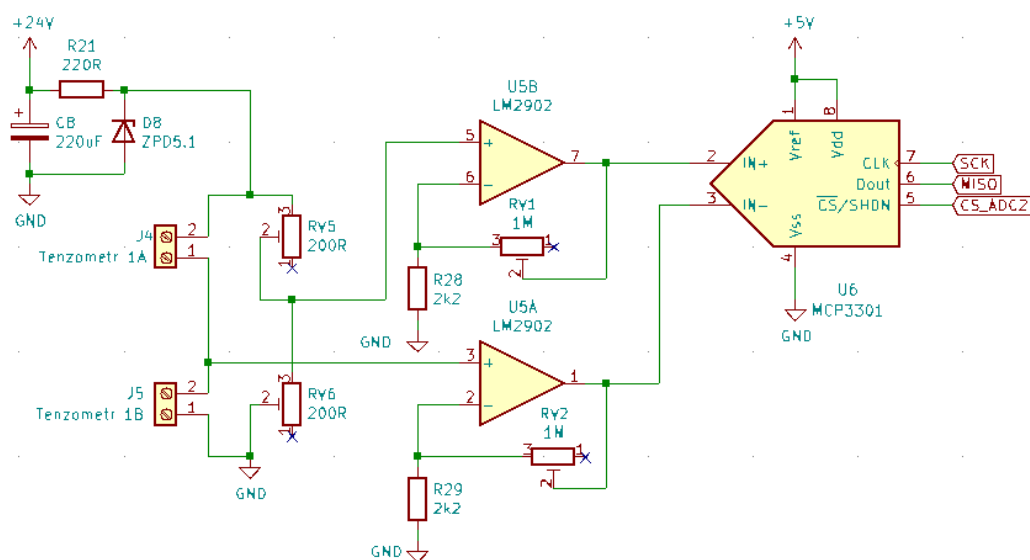 +24V
R21
220R
C8
220uF
D8
ZPD5.1
GND
J4
2
1
Tenzometr 1A
3
RV5
200R
2
1
J5
2
1
Tenzometr 1B
3
RV6
200R
2
1
GND
U5B
LM2902
5
+
6
-
7
RV1
1M
3
1
2
R28
2k2
GND
U5A
LM2902
3
+
2
-
1
RV2
1M
3
1
2
R29
2k2
GND
+5V
1
8
Vref
Vdd
2
IN+
3
IN-
CLK
7
SCK
Dout
6
MISO
CS/SHDN
5
CS_ADC2
Vss
4
U6
MCP3301
GND